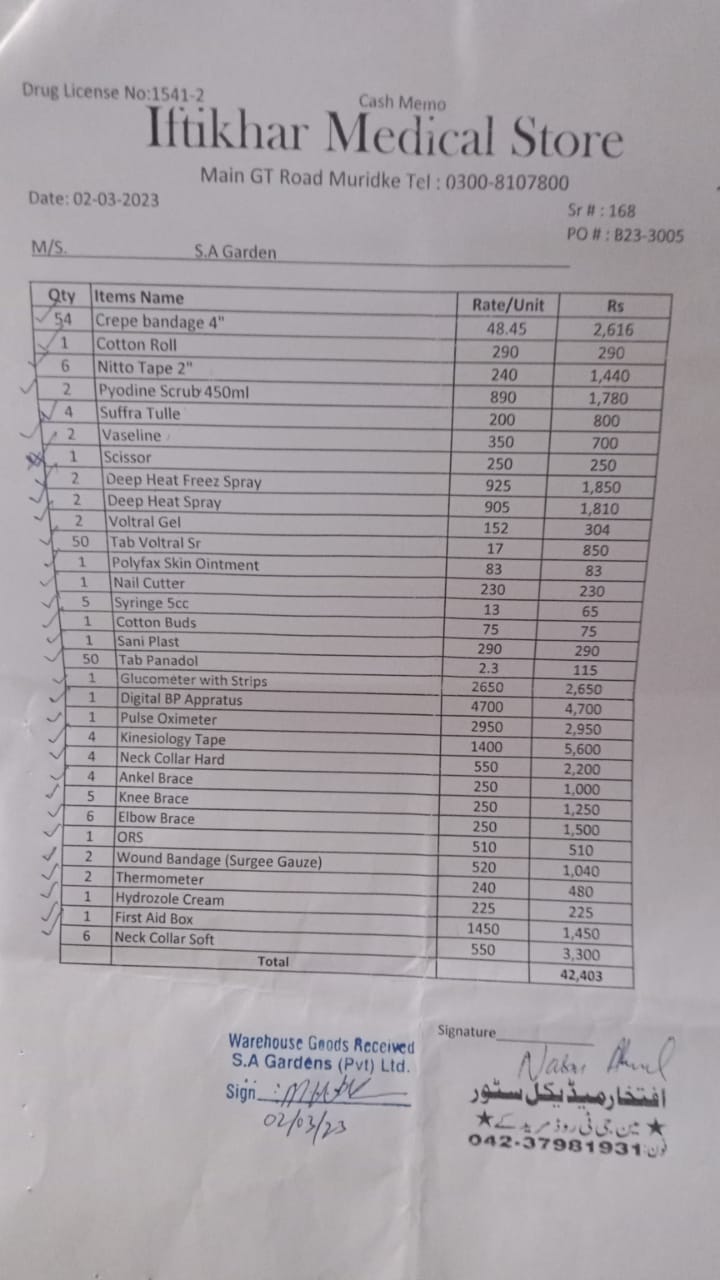 Drug License No:1541-2
Cash Memo
Iftikhar Medical Store
Main GT Road Muridke Tel : 0300-8107800
Date: 02-03-2023
Sr # : 168
PO # : B23-3005
M/S. S.A Garden
Qty Items Name Rate/Unit Rs
54 Crepe bandage 4" 48.45 2,616
1 Cotton Roll 290 290
6 Nitto Tape 2" 240 1,440
2 Pyodine Scrub 450ml 890 1,780
4 Suffra Tulle 200 800
2 Vaseline 350 700
1 Scissor 250 250
2 Deep Heat Freez Spray 925 1,850
2 Deep Heat Spray 905 1,810
2 Voltral Gel 152 304
50 Tab Voltral Sr 17 850
1 Polyfax Skin Ointment 83 83
1 Nail Cutter 230 230
5 Syringe 5cc 13 65
1 Cotton Buds 75 75
1 Sani Plast 290 290
50 Tab Panadol 2.3 115
1 Glucometer with Strips 2650 2,650
1 Digital BP Appratus 4700 4,700
1 Pulse Oximeter 2950 2,950
4 Kinesiology Tape 1400 5,600
4 Neck Collar Hard 550 2,200
4 Ankel Brace 250 1,000
5 Knee Brace 250 1,250
6 Elbow Brace 250 1,500
1 ORS 510 510
2 Wound Bandage (Surgee Gauze) 520 1,040
2 Thermometer 240 480
1 Hydrozole Cream 225 225
1 First Aid Box 1450 1,450
6 Neck Collar Soft 550 3,300
Total 42,403
Warehouse Goods Received
S.A Gardens (Pvt) Ltd.
Sign :
02/03/23
Signature
افتخار میڈیکل سٹور
مین جی ٹی روڈ مریدکے
فون: 042-37981931